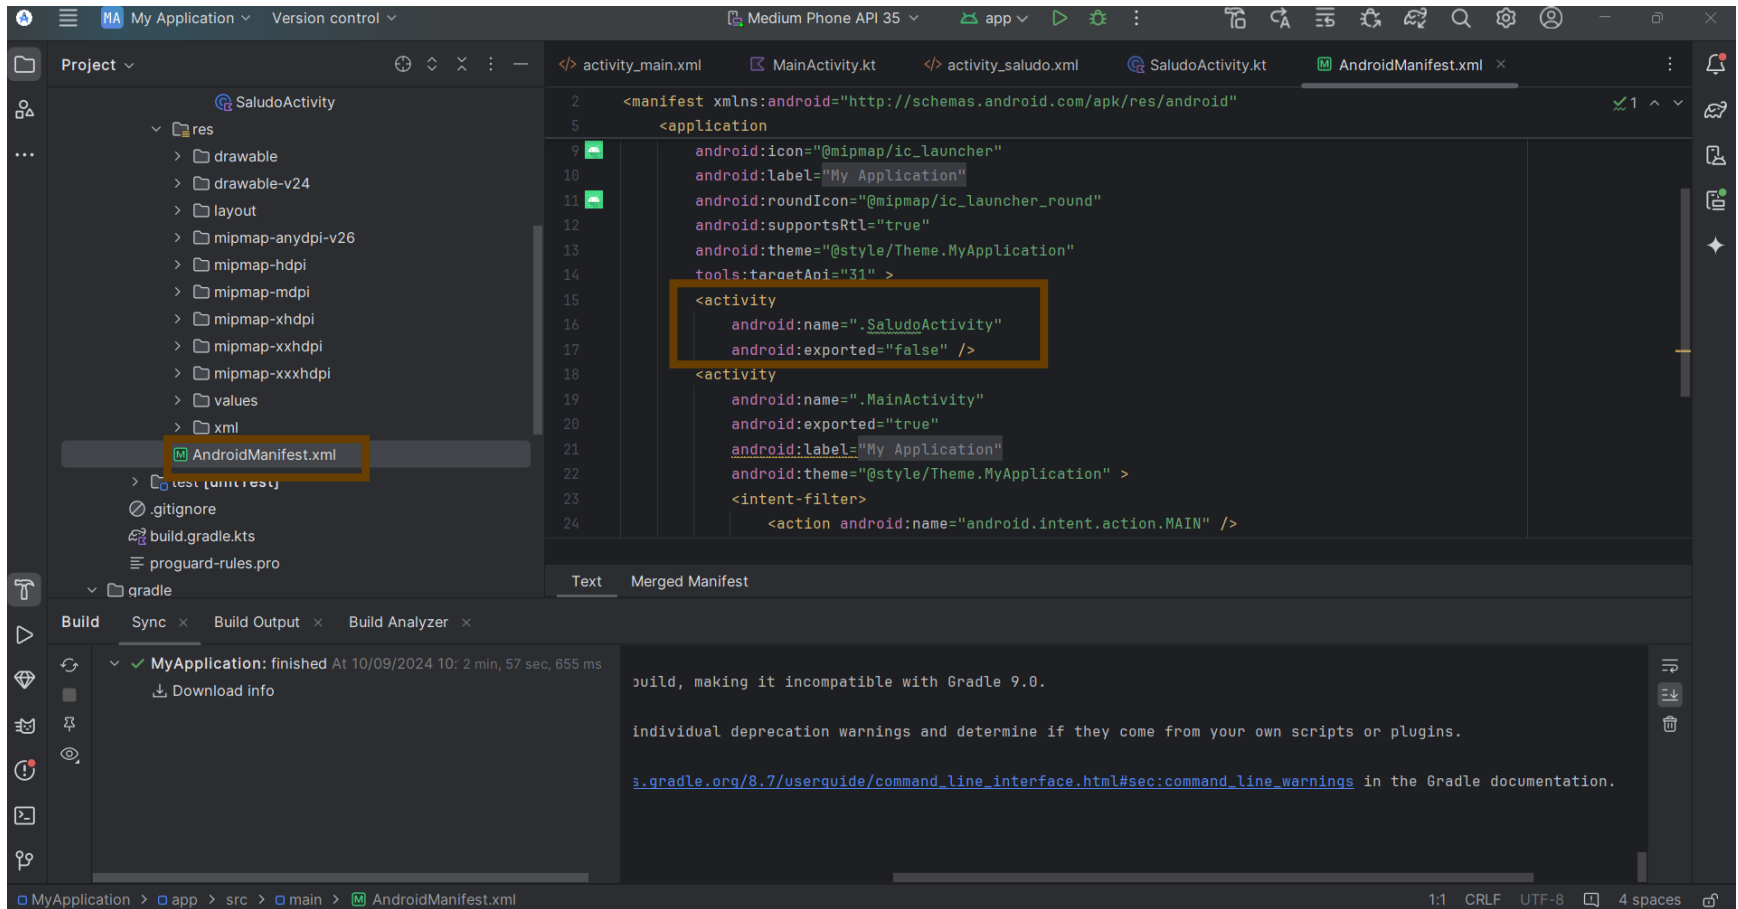 MA My Application Version control Medium Phone API 35 app
Project
activity_main.xml MainActivity.kt activity_saludo.xml SaludoActivity.kt AndroidManifest.xml
SaludoActivity
res
drawable
drawable-v24
layout
mipmap-anydpi-v26
mipmap-hdpi
mipmap-mdpi
mipmap-xhdpi
mipmap-xxhdpi
mipmap-xxxhdpi
values
xml
AndroidManifest.xml
test [unitTest]
.gitignore
build.gradle.kts
proguard-rules.pro
gradle
1
2 <manifest xmlns:android="http://schemas.android.com/apk/res/android"
5 <application
9 android:icon="@mipmap/ic_launcher"
10 android:label="My Application"
11 android:roundIcon="@mipmap/ic_launcher_round"
12 android:supportsRtl="true"
13 android:theme="@style/Theme.MyApplication"
14 tools:targetApi="31" >
15 <activity
16 android:name=".SaludoActivity"
17 android:exported="false" />
18 <activity
19 android:name=".MainActivity"
20 android:exported="true"
21 android:label="My Application"
22 android:theme="@style/Theme.MyApplication" >
23 <intent-filter>
24 <action android:name="android.intent.action.MAIN" />
Text Merged Manifest
Build Sync Build Output Build Analyzer
MyApplication: finished At 10/09/2024 10: 2 min, 57 sec, 655 ms
Download info
build, making it incompatible with Gradle 9.0.
individual deprecation warnings and determine if they come from your own scripts or plugins.
s.gradle.org/8.7/userguide/command_line_interface.html#sec:command_line_warnings in the Gradle documentation.
MyApplication > app > src > main > AndroidManifest.xml
1:1 CRLF UTF-8 4 spaces